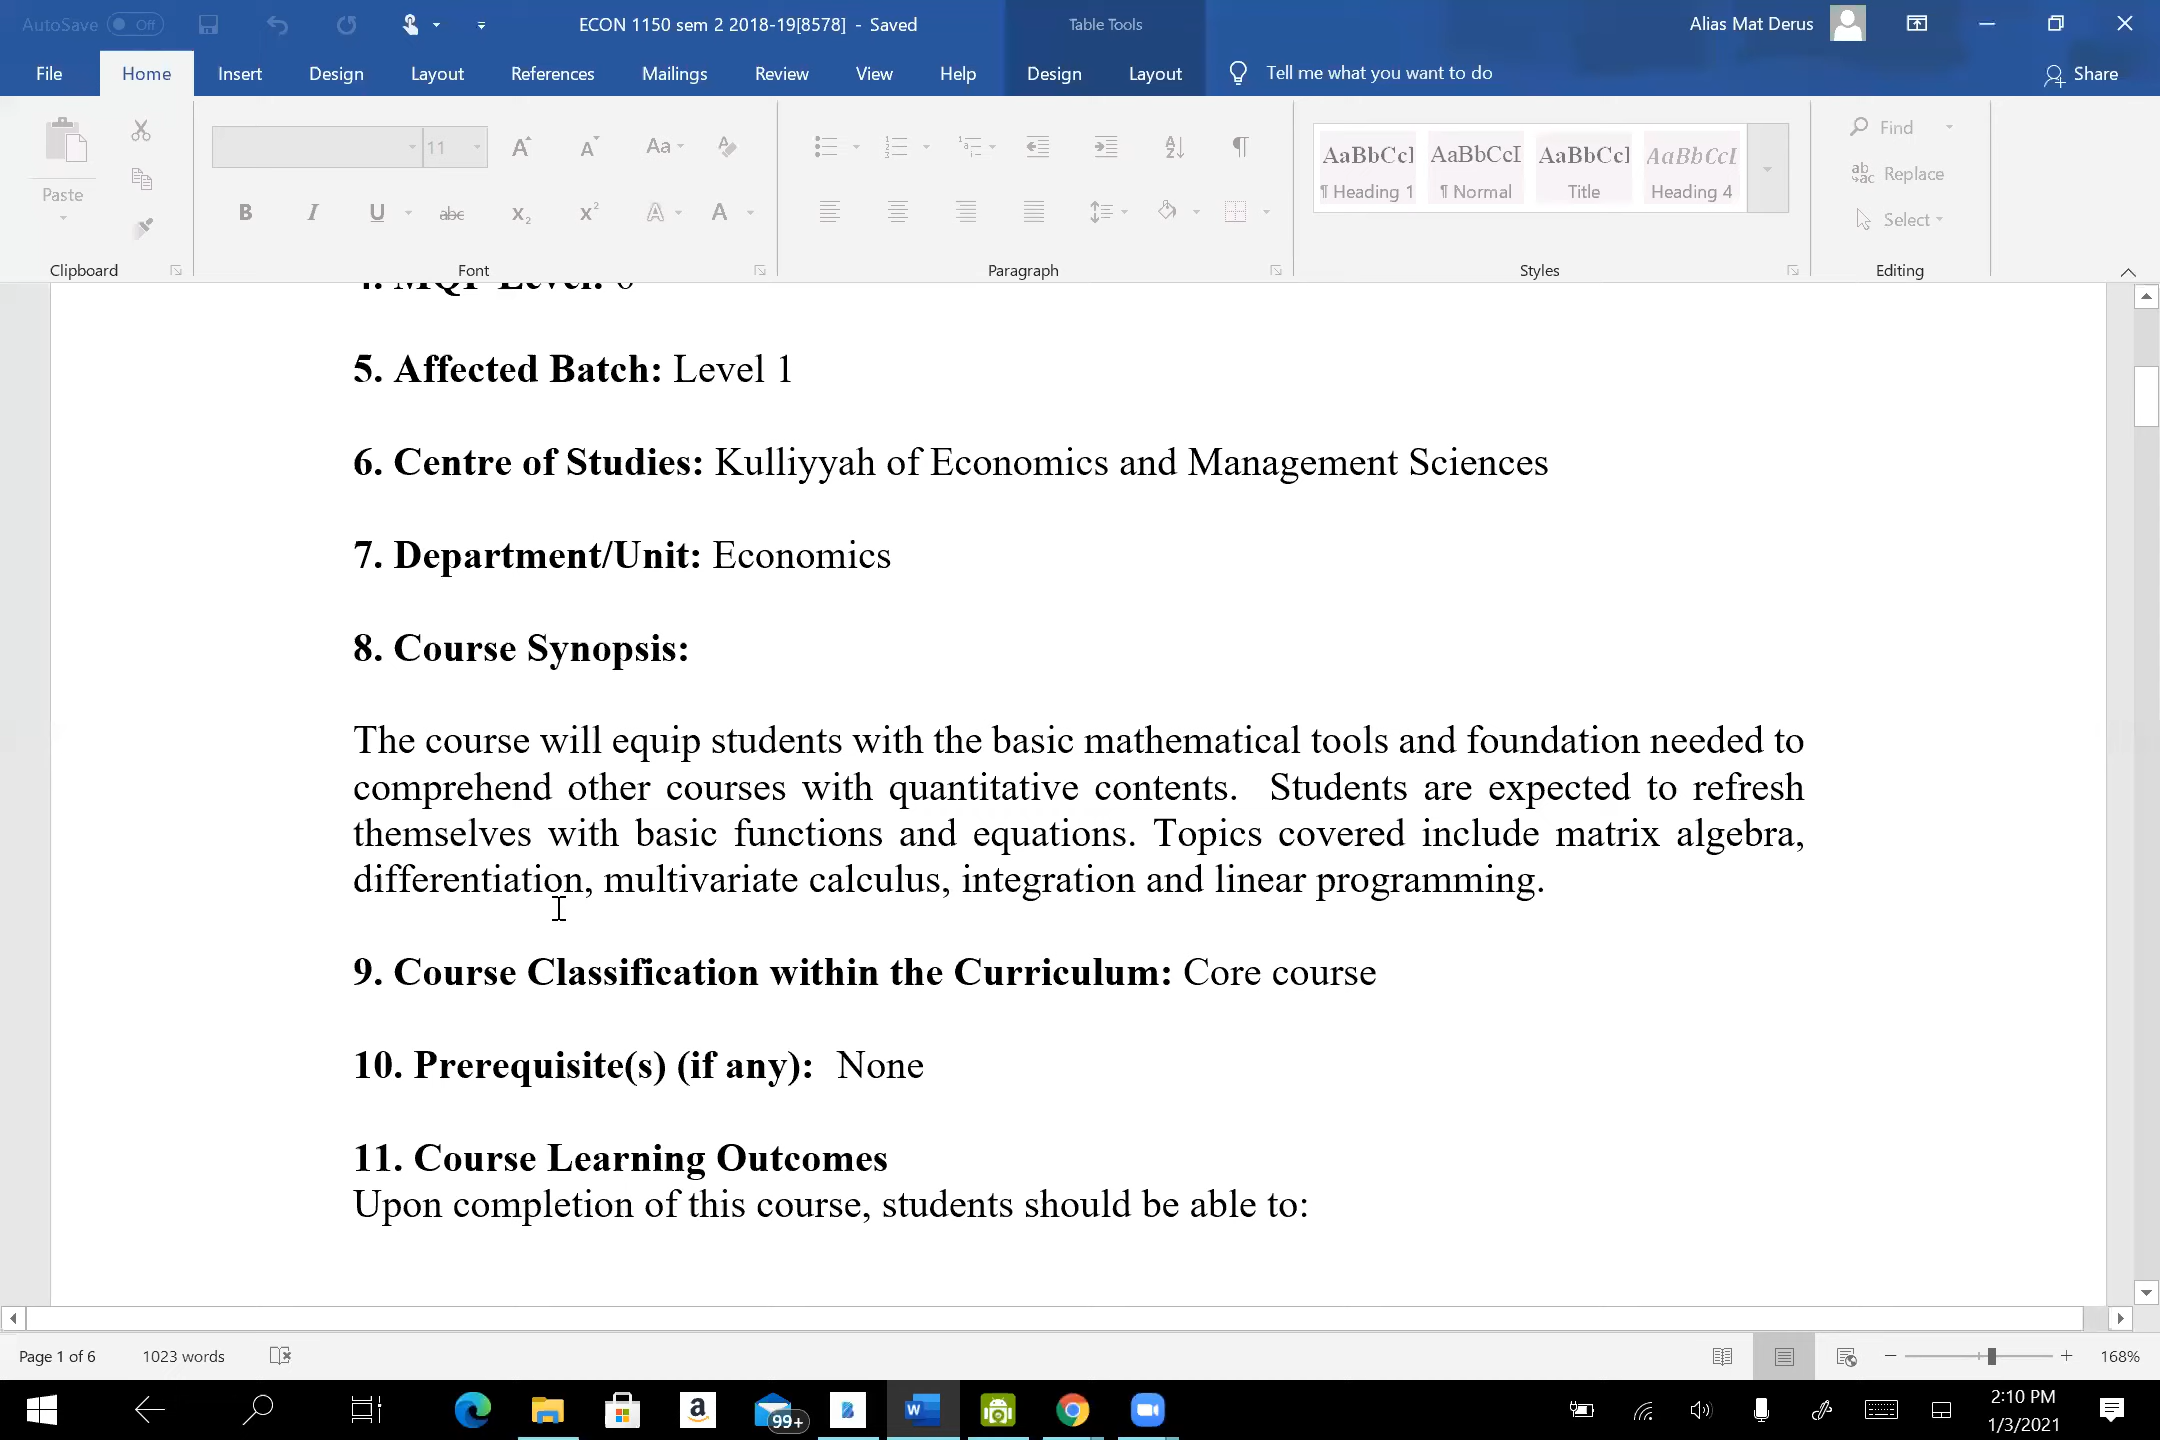 AutoSave Off ECON 1150 sem 2 2018-19[8578] - Saved Table Tools Alias Mat Derus
File Home Insert Design Layout References Mailings Review View Help Design Layout Tell me what you want to do Share
Paste
11
Aa
B I U abc X2 X2 A A
AaBbCcI AaBbCcI AaBbCcI AaBbCcI
¶ Heading 1 ¶ Normal Title Heading 4
Find
Replace
Select
Clipboard Font Paragraph Styles Editing
5. Affected Batch: Level 1
6. Centre of Studies: Kulliyyah of Economics and Management Sciences
7. Department/Unit: Economics
8. Course Synopsis:
The course will equip students with the basic mathematical tools and foundation needed to
comprehend other courses with quantitative contents. Students are expected to refresh
themselves with basic functions and equations. Topics covered include matrix algebra,
differentiation, multivariate calculus, integration and linear programming.
9. Course Classification within the Curriculum: Core course
10. Prerequisite(s) (if any): None
11. Course Learning Outcomes
Upon completion of this course, students should be able to:
Page 1 of 6 1023 words 168%
99+
2:10 PM
1/3/2021